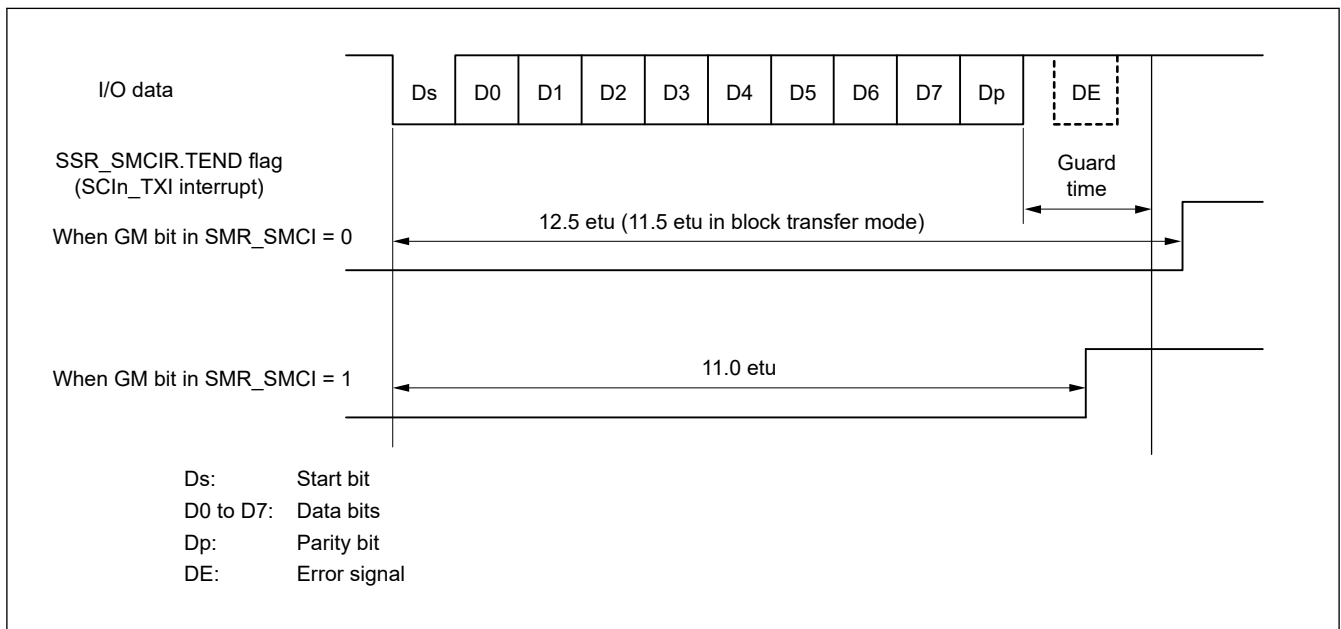 I/O data
Ds D0 D1 D2 D3 D4 D5 D6 D7 Dp DE
SSR_SMCIR.TEND flag
(SCIn_TXI interrupt)
Guard
time
When GM bit in SMR_SMCI = 0
12.5 etu (11.5 etu in block transfer mode)
When GM bit in SMR_SMCI = 1
11.0 etu
Ds: Start bit
D0 to D7: Data bits
Dp: Parity bit
DE: Error signal